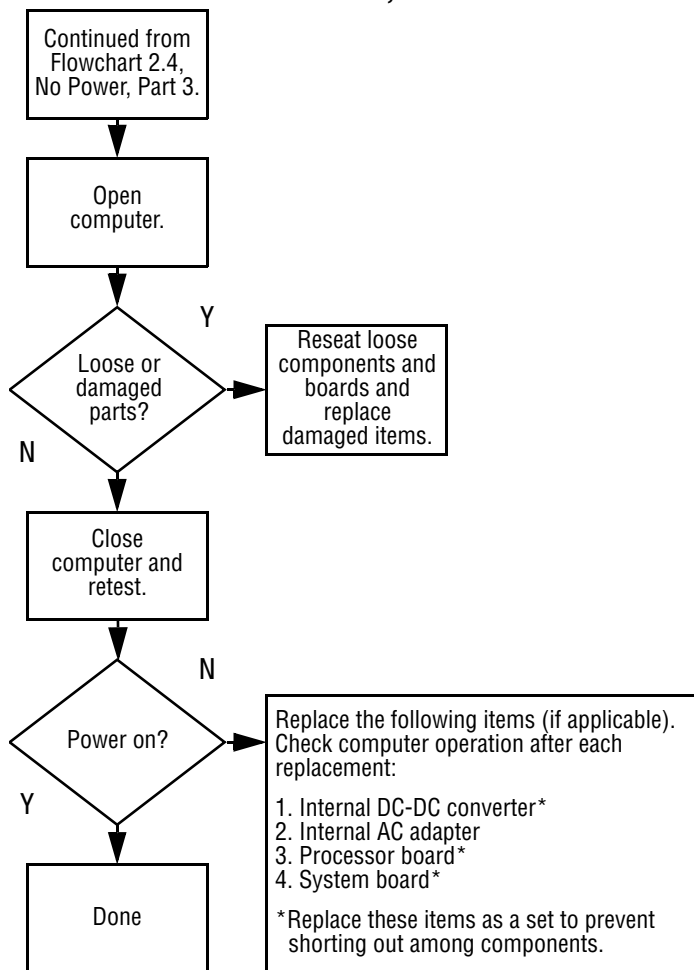 Continued from
Flowchart 2.4,
No Power, Part 3.
Open
computer.
Y
Loose or
damaged
parts?
Reseat loose
components and
boards and
replace
damaged items.
N
Close
computer and
retest.
N
Power on?
Replace the following items (if applicable).
Check computer operation after each
replacement:
1. Internal DC-DC converter*
2. Internal AC adapter
3. Processor board*
4. System board*
*Replace these items as a set to prevent
shorting out among components.
Y
Done